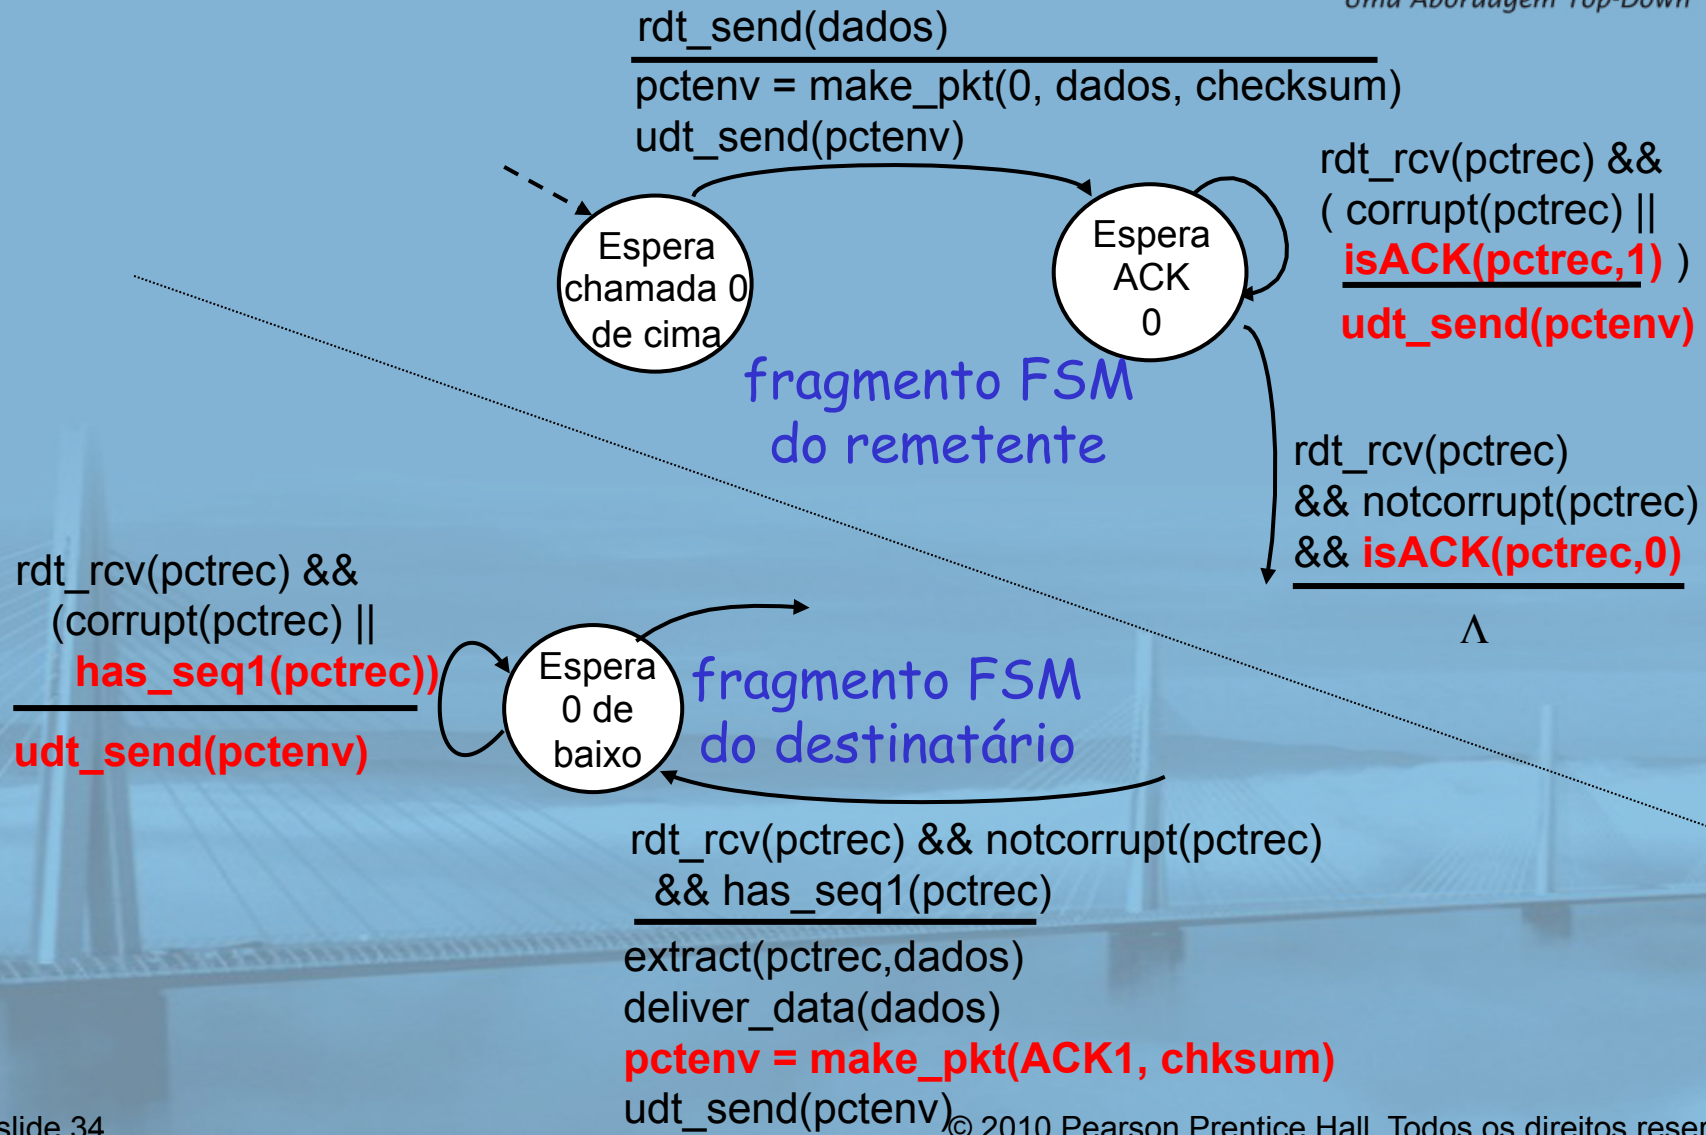 Uma Abordagem Top-Down
rdt_send(dados)
pctenv = make_pkt(0, dados, checksum)
udt_send(pctenv)
rdt_rcv(pctrec) &&
( corrupt(pctrec) ||
isACK(pctrec,1) )
udt_send(pctenv)
Espera
chamada 0
de cima
Espera
ACK
0
fragmento FSM
do remetente
rdt_rcv(pctrec)
&& notcorrupt(pctrec)
&& isACK(pctrec,0)
Λ
rdt_rcv(pctrec) &&
(corrupt(pctrec) ||
has_seq1(pctrec))
udt_send(pctenv)
Espera
0 de
baixo
fragmento FSM
do destinatário
rdt_rcv(pctrec) && notcorrupt(pctrec)
&& has_seq1(pctrec)
extract(pctrec,dados)
deliver_data(dados)
pctenv = make_pkt(ACK1, chksum)
udt_send(pctenv)
slide 34
© 2010 Pearson Prentice Hall. Todos os direitos reser